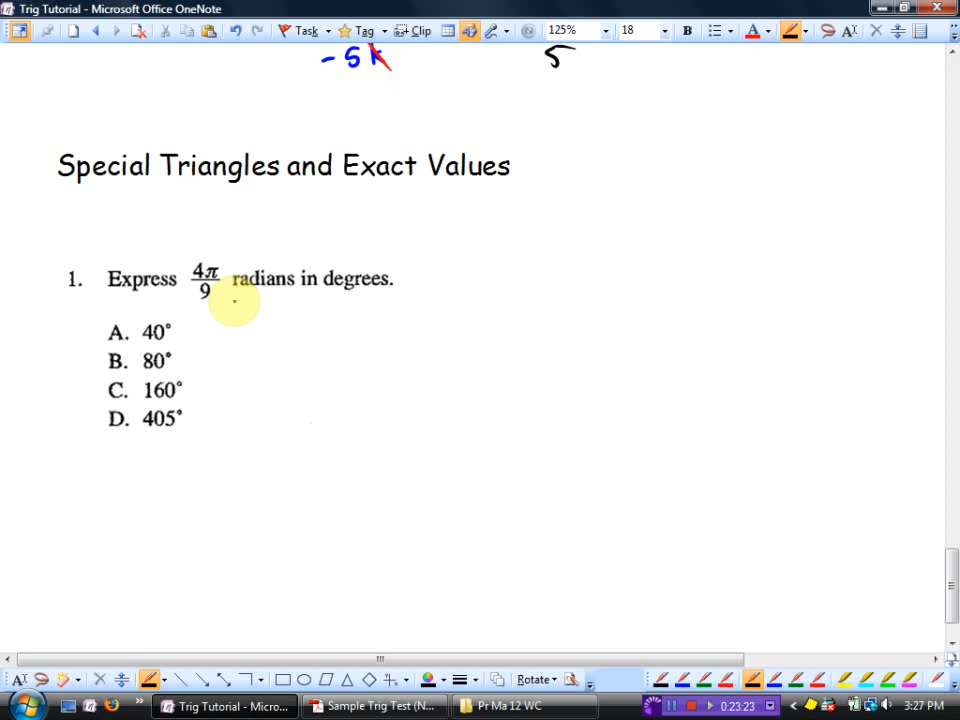 Trig Tutorial - Microsoft Office OneNote
Task Tag Clip 125% 18 B A A
- 5 5
Special Triangles and Exact Values
1. Express 4π/9 radians in degrees.
A. 40°
B. 80°
C. 160°
D. 405°
A Rotate
Trig Tutorial - Micro... Sample Trig Test (N... Pr Ma 12 WC 23:23 3:27 PM